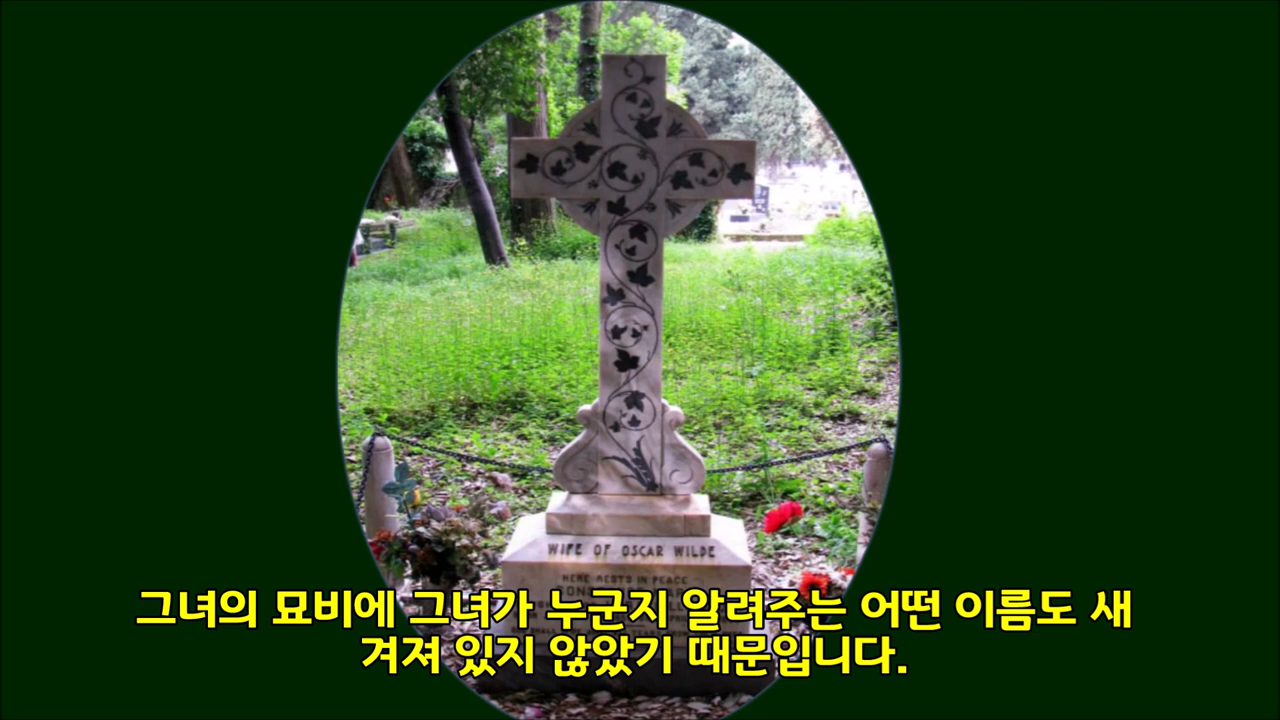 WIFE OF OSCAR WILDE
HERE RESTS IN PEACE
그녀의 묘비에 그녀가 누군지 알려주는 어떤 이름도 새
겨져 있지 않았기 때문입니다.